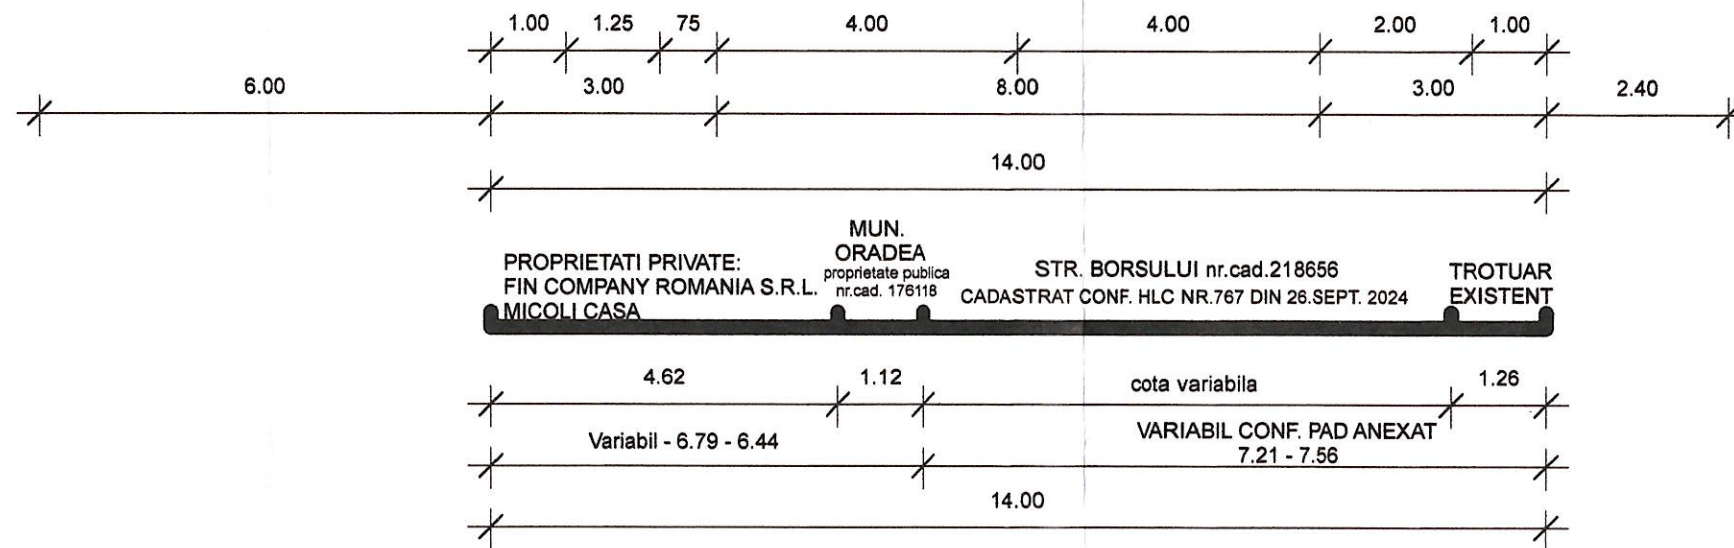 1.00 1.25 75 4.00 4.00 2.00 1.00
6.00 3.00 8.00 3.00 2.40
14.00
PROPRIETATI PRIVATE:
FIN COMPANY ROMANIA S.R.L.
MICOLI CASA
MUN.
ORADEA
proprietate publica
nr.cad. 176118
STR. BORSULUI nr.cad.218656
CADASTRAT CONF. HLC NR.767 DIN 26.SEPT. 2024
TROTUAR
EXISTENT
4.62 1.12 cota variabila 1.26
Variabil - 6.79 - 6.44
VARIABIL CONF. PAD ANEXAT
7.21 - 7.56
14.00